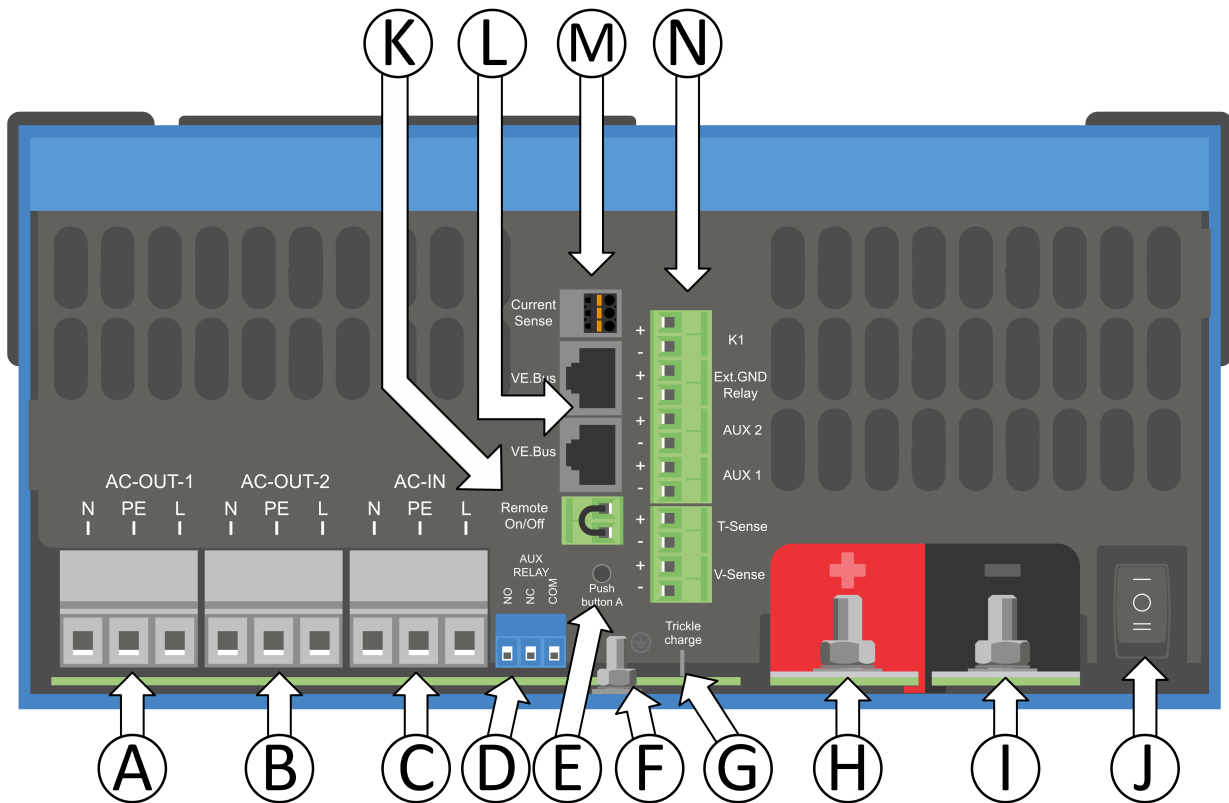 K L M N
Current
Sense
+
-
K1
VE.Bus
+
-
Ext.GND
Relay
+
-
AUX 2
VE.Bus
+
-
AUX 1
AC-OUT-1 AC-OUT-2 AC-IN
N PE L N PE L N PE L
Remote
On/Off
+
-
T-Sense
AUX
RELAY
+
-
V-Sense
NO NC COM
Push
button A
Trickle
charge
+
-
I
O
II
A B C D E F G H I J